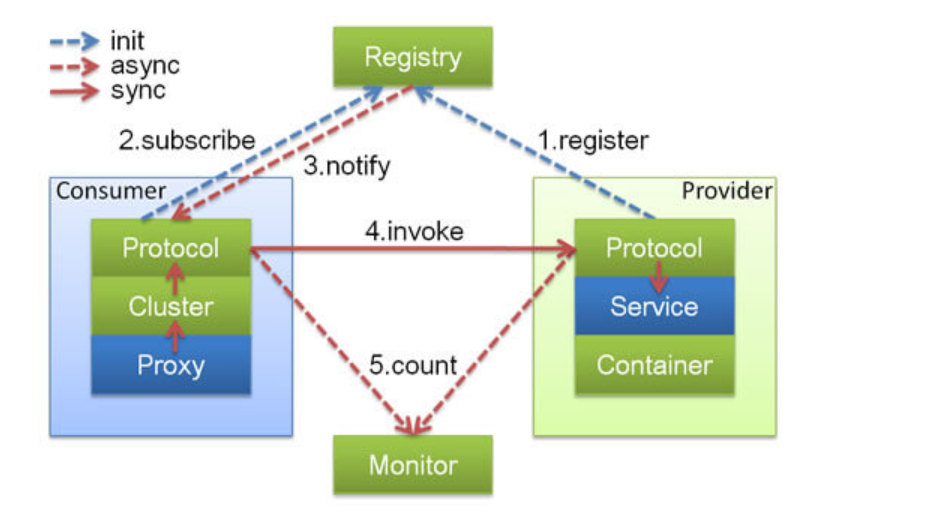 init
async
sync
Registry
2.subscribe
1.register
3.notify
Consumer
Provider
Protocol
4.invoke
Protocol
Cluster
Service
Proxy
5.count
Container
Monitor